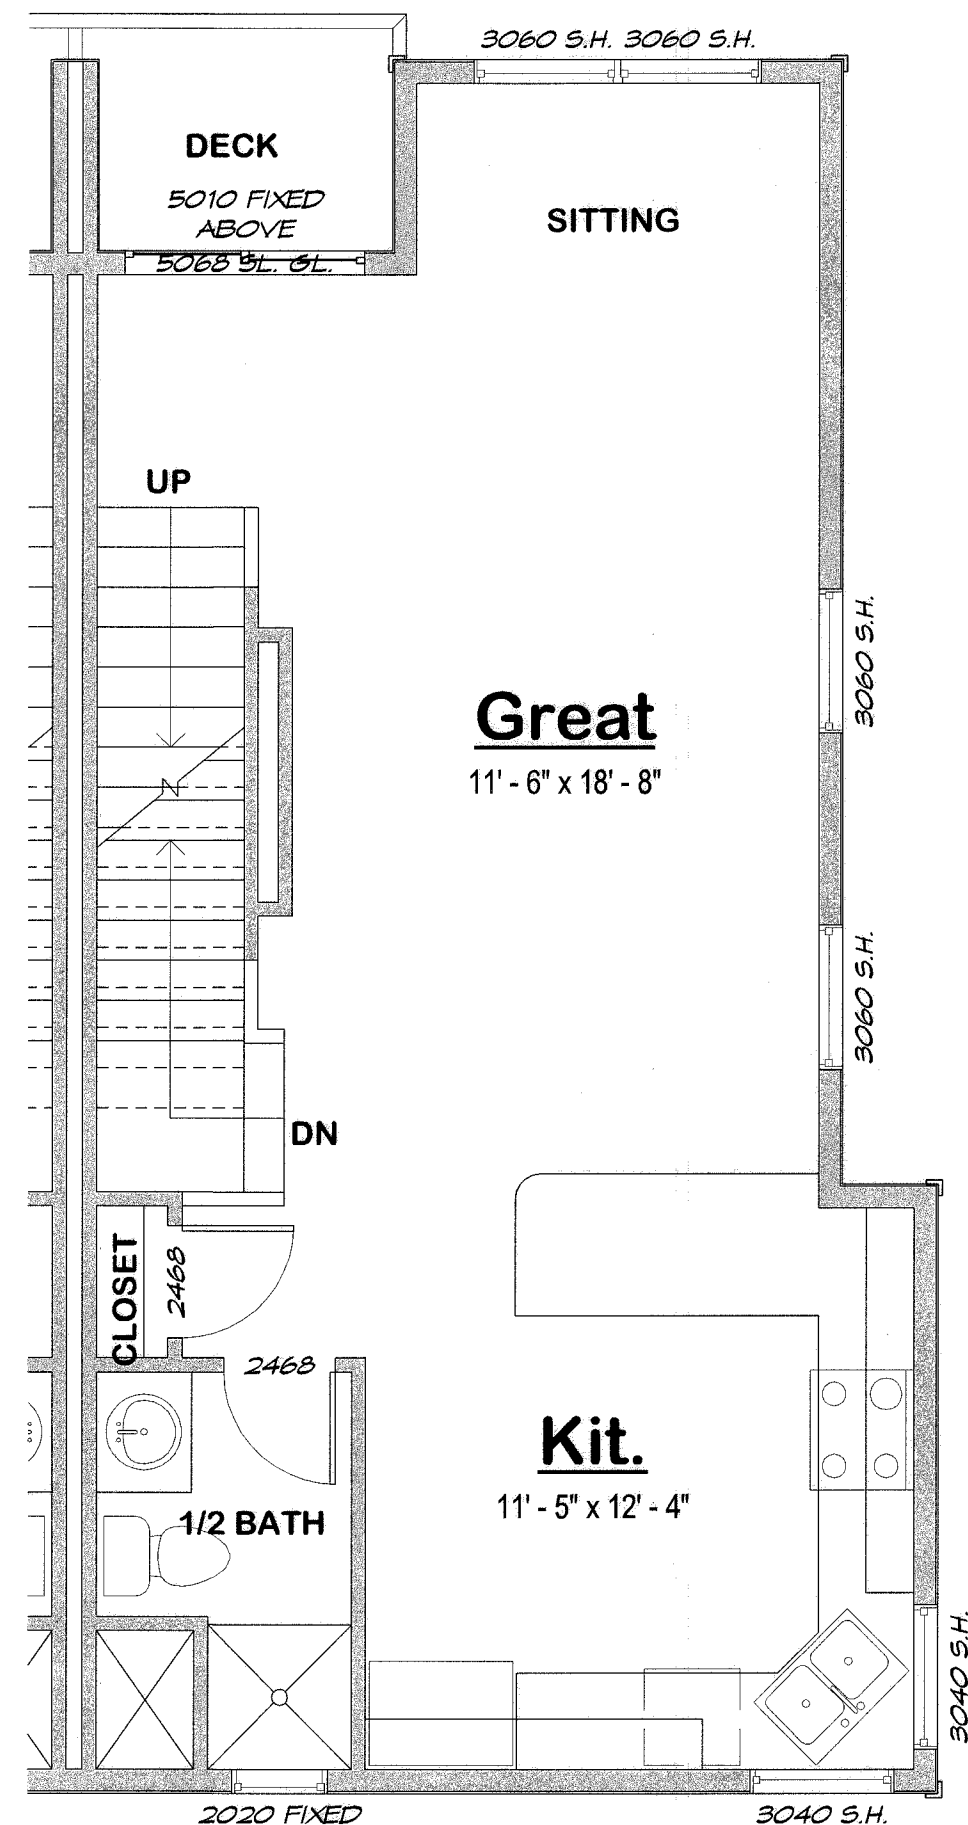 3060 S.H. 3060 S.H.
DECK
5010 FIXED
ABOVE
SITTING
5068 SL. GL.
UP
3060 S.H.
Great
11' - 6" x 18' - 8"
N
3060 S.H.
DN
CLOSET
2468
2468
Kit.
11' - 5" x 12' - 4"
1/2 BATH
3040 S.H.
2020 FIXED
3040 S.H.